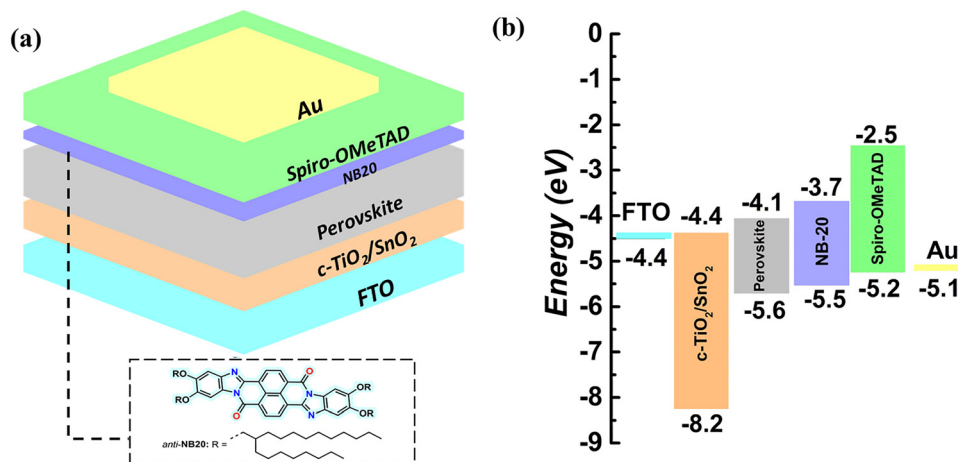 (a)
Au
Spiro-OMeTAD
NB20
Perovskite
c-TiO2/SnO2
FTO
RO
RO
N
O
N
N
O
N
OR
OR
anti-NB20: R =
(b)
Energy (eV)
0
-1
-2
-3
-4
-5
-6
-7
-8
-9
FTO
-4.4
-4.4
c-TiO2/SnO2
-8.2
-4.1
Perovskite
-5.6
-3.7
NB-20
-5.5
-2.5
Spiro-OMeTAD
-5.2
Au
-5.1